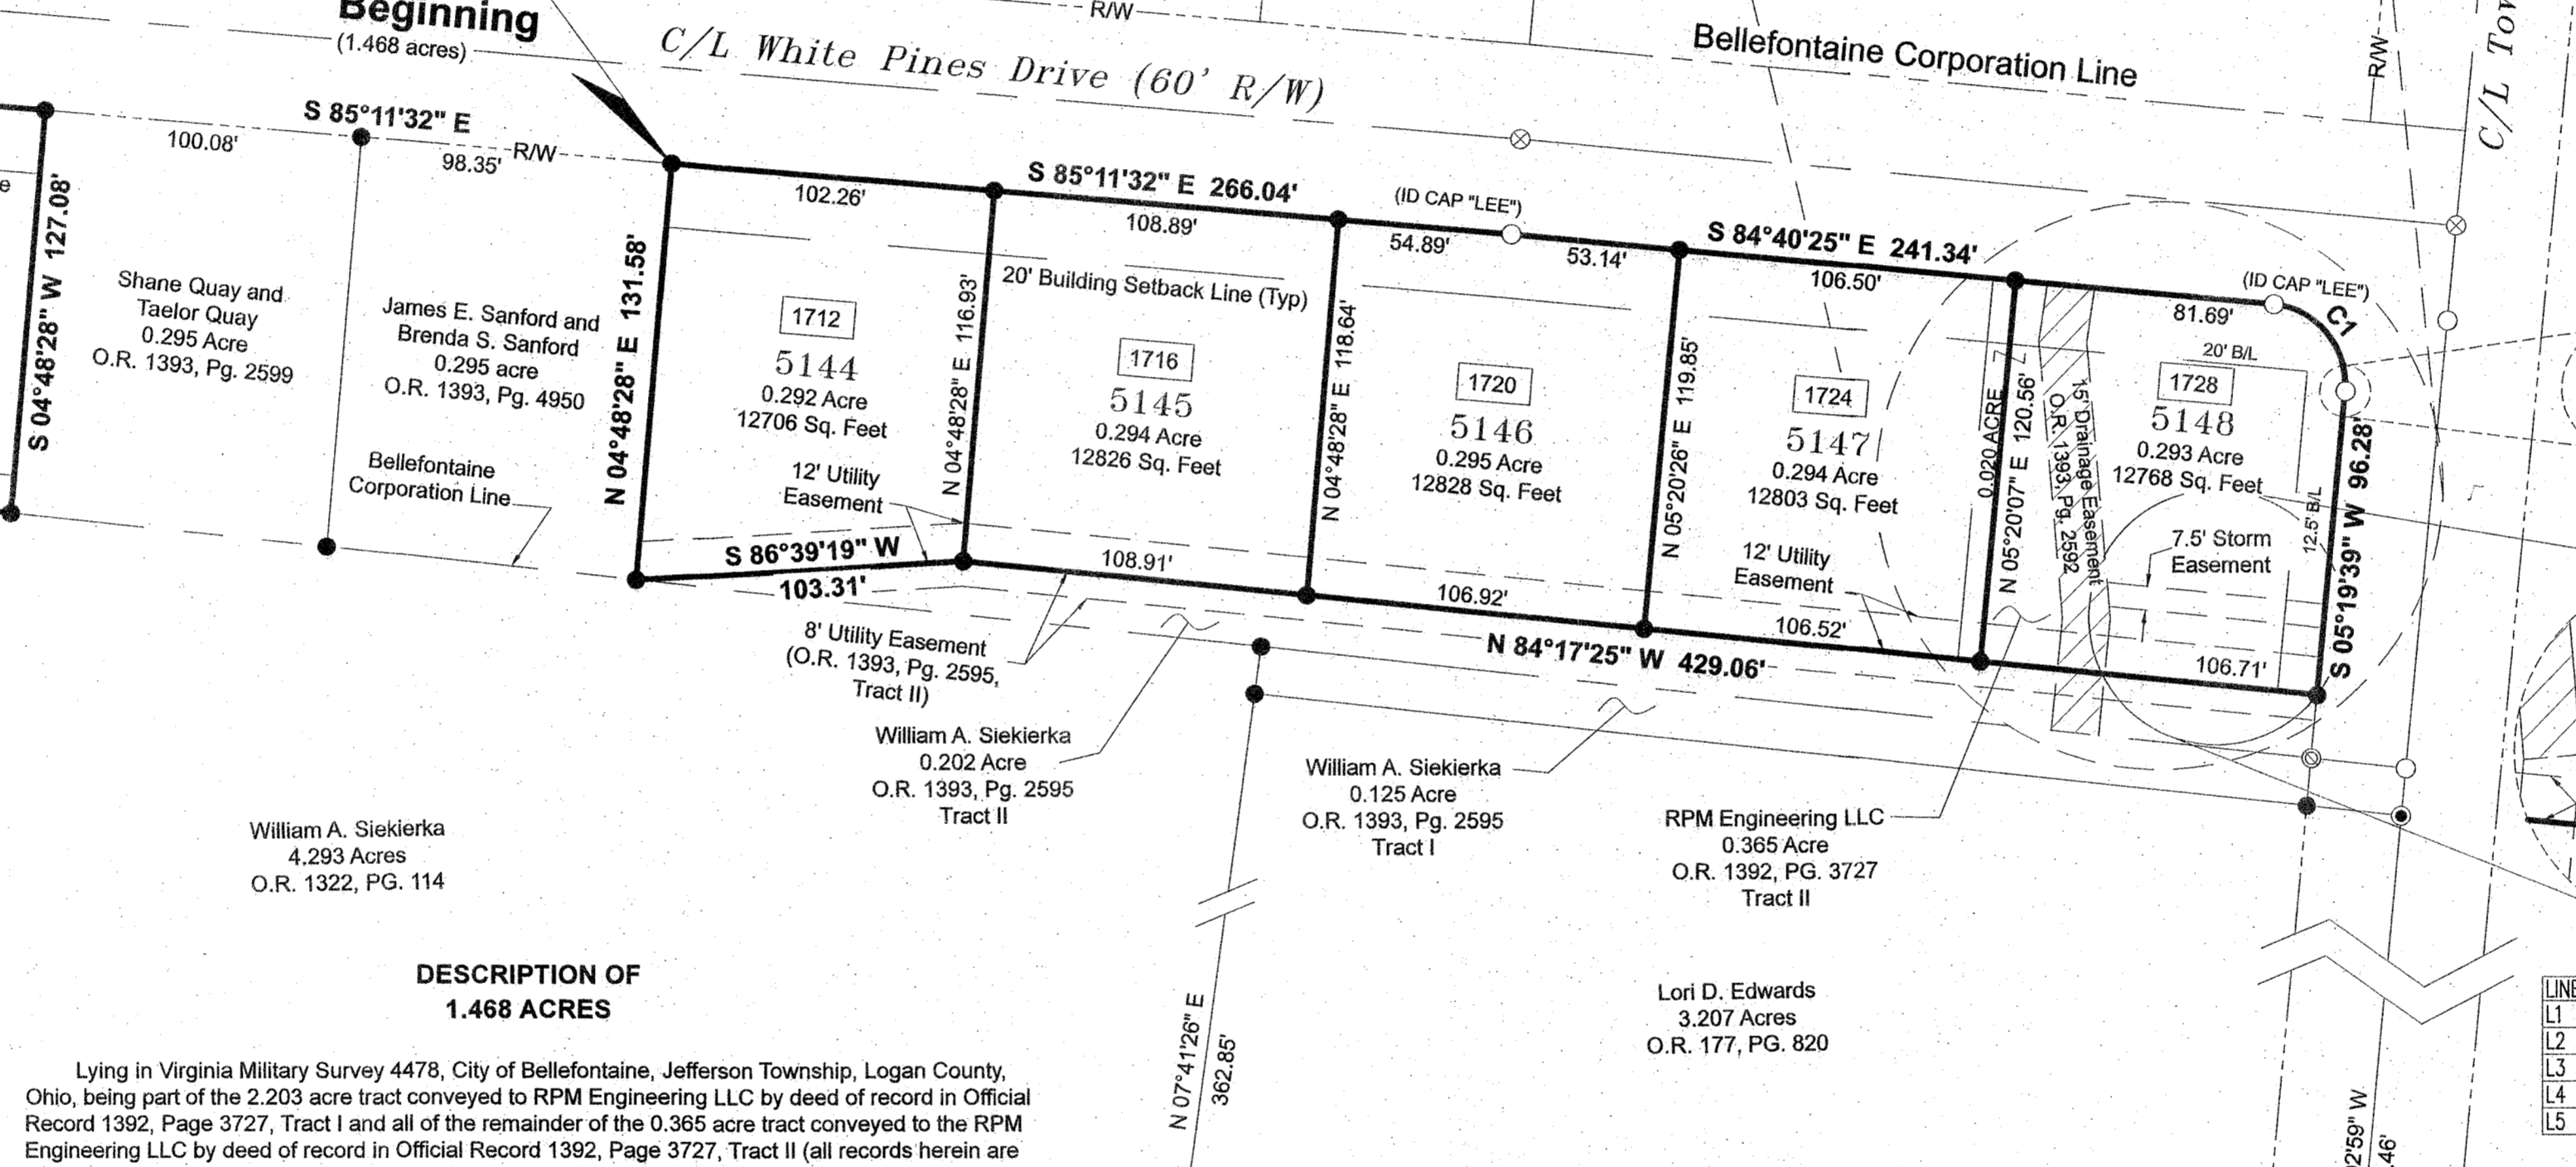 Beginning
(1.468 acres)
C/L White Pines Drive (60' R/W)
R/W
Bellefontaine Corporation Line
R/W
S 85°11'32" E
100.08'
98.35'
R/W
102.26'
S 85°11'32" E 266.04'
108.89'
(ID CAP "LEE")
54.89'
53.14'
S 84°40'25" E 241.34'
106.50'
(ID CAP "LEE")
81.69'
C1
S 04°48'28" W 127.08'
Shane Quay and
Taelor Quay
0.295 Acre
O.R. 1393, Pg. 2599
James E. Sanford and
Brenda S. Sanford
0.295 acre
O.R. 1393, Pg. 4950
Bellefontaine
Corporation Line
N 04°48'28" E 131.58'
1712
5144
0.292 Acre
12706 Sq. Feet
12' Utility
Easement
N 04°48'28" E 116.93'
20' Building Setback Line (Typ)
1716
5145
0.294 Acre
12826 Sq. Feet
N 04°48'28" E 118.64'
1720
5146
0.295 Acre
12828 Sq. Feet
N 05°20'26" E 119.85'
1724
5147
0.294 Acre
12803 Sq. Feet
12' Utility
Easement
0.020 ACRE
N 05°20'07" E 120.56'
15' Drainage Easement
O.R. 1393, Pg. 2592
20' B/L
1728
5148
0.293 Acre
12768 Sq. Feet
7.5' Storm
Easement
12.5' B/L
S 05°19'39" W 96.28'
S 86°39'19" W
103.31'
108.91'
106.92'
106.52'
106.71'
N 84°17'25" W 429.06'
8' Utility Easement
(O.R. 1393, Pg. 2595,
Tract II)
William A. Siekierka
0.202 Acre
O.R. 1393, Pg. 2595
Tract II
William A. Siekierka
0.125 Acre
O.R. 1393, Pg. 2595
Tract I
RPM Engineering LLC
0.365 Acre
O.R. 1392, PG. 3727
Tract II
William A. Siekierka
4.293 Acres
O.R. 1322, PG. 114
N 07°41'26" E
362.85'
Lori D. Edwards
3.207 Acres
O.R. 177, PG. 820
DESCRIPTION OF
1.468 ACRES
Lying in Virginia Military Survey 4478, City of Bellefontaine, Jefferson Township, Logan County,
Ohio, being part of the 2.203 acre tract conveyed to RPM Engineering LLC by deed of record in Official
Record 1392, Page 3727, Tract I and all of the remainder of the 0.365 acre tract conveyed to the RPM
Engineering LLC by deed of record in Official Record 1392, Page 3727, Tract II (all records herein are
LINE
L1
L2
L3
L4
L5